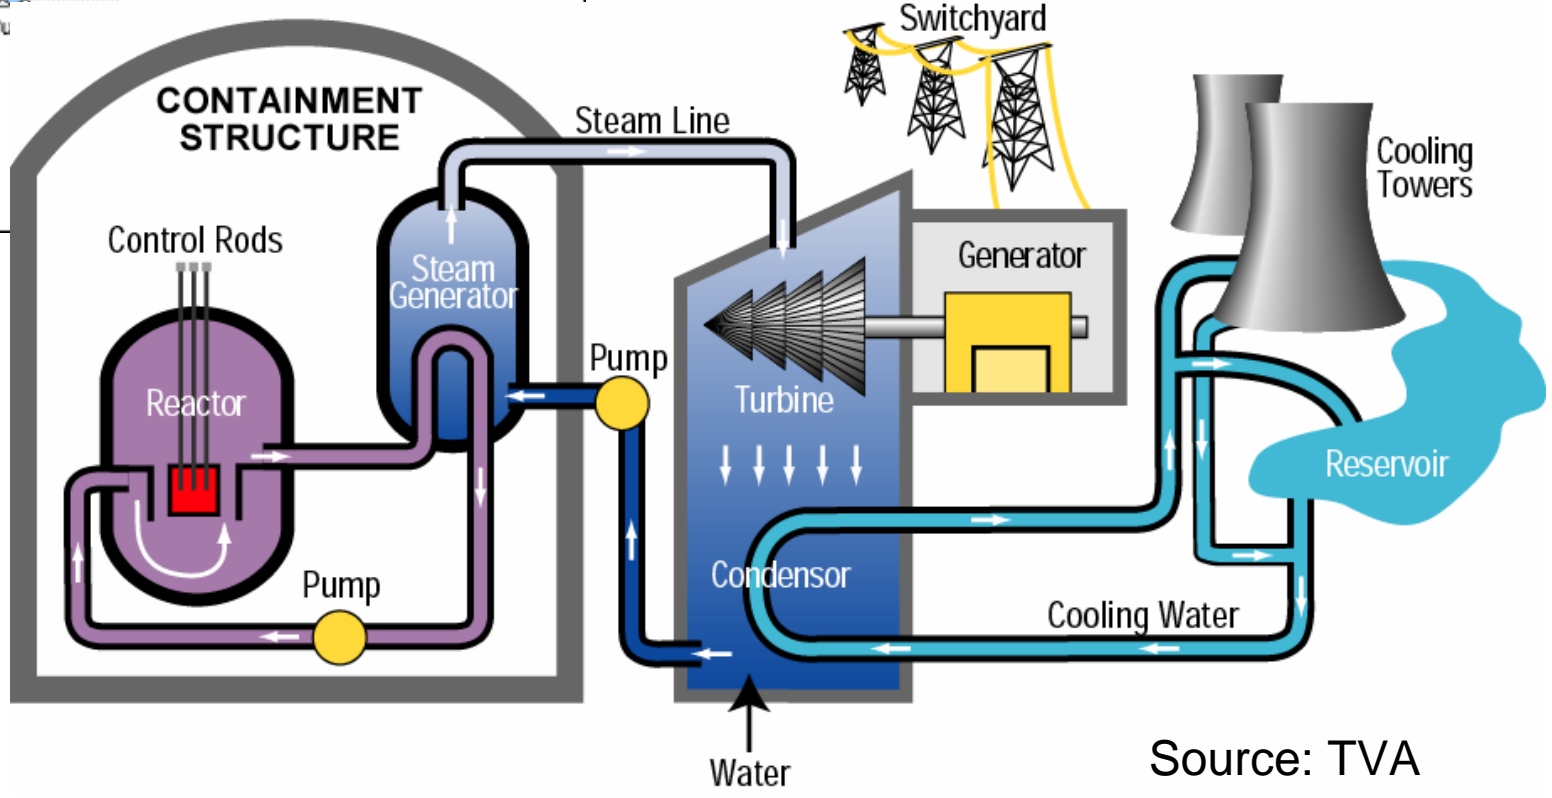 Switchyard
CONTAINMENT
STRUCTURE
Steam Line
Cooling
Towers
Control Rods
Steam
Generator
Generator
Pump
Reactor
Turbine
Reservoir
Condensor
Pump
Cooling Water
Water
Source: TVA